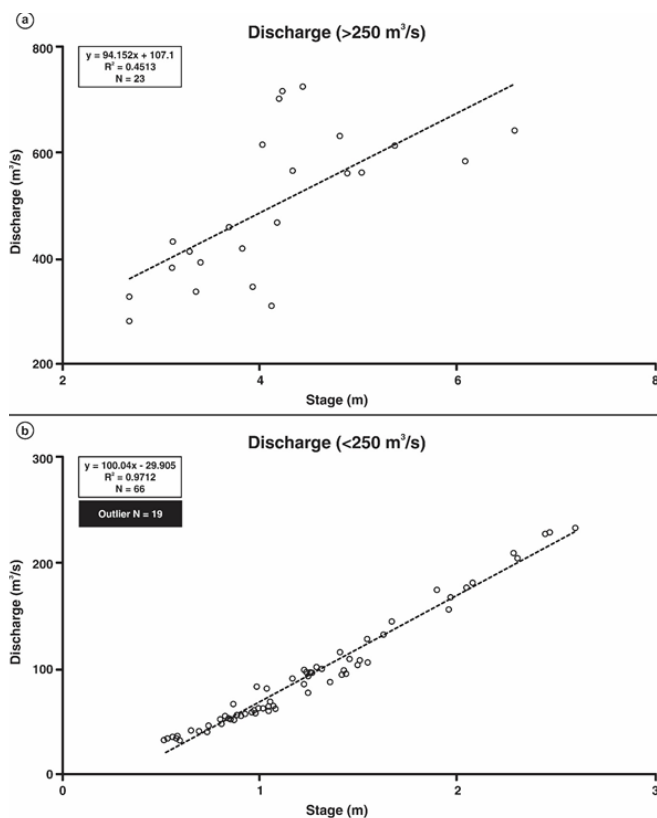 a
Discharge (>250 m³/s)
y = 94.152x + 107.1
R² = 0.4513
N = 23
800
600
400
200
Discharge (m³/s)
2 4 6 8
Stage (m)
b
Discharge (<250 m³/s)
y = 100.04x - 29.905
R² = 0.9712
N = 66
Outlier N = 19
300
200
100
0
Discharge (m³/s)
0 1 2 3
Stage (m)